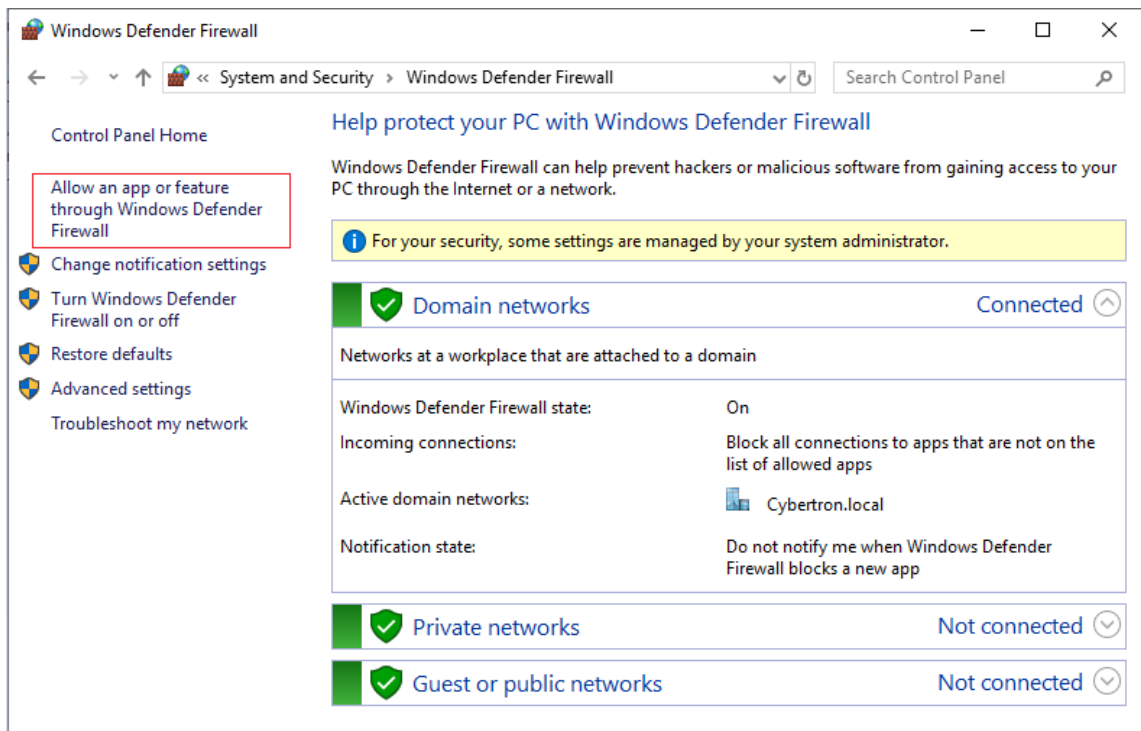 Windows Defender Firewall
« System and Security > Windows Defender Firewall
Search Control Panel
Control Panel Home
Allow an app or feature
through Windows Defender
Firewall
Change notification settings
Turn Windows Defender
Firewall on or off
Restore defaults
Advanced settings
Troubleshoot my network
Help protect your PC with Windows Defender Firewall
Windows Defender Firewall can help prevent hackers or malicious software from gaining access to your
PC through the Internet or a network.
For your security, some settings are managed by your system administrator.
Domain networks Connected
Networks at a workplace that are attached to a domain
Windows Defender Firewall state: On
Incoming connections: Block all connections to apps that are not on the
list of allowed apps
Active domain networks: Cybertron.local
Notification state: Do not notify me when Windows Defender
Firewall blocks a new app
Private networks Not connected
Guest or public networks Not connected